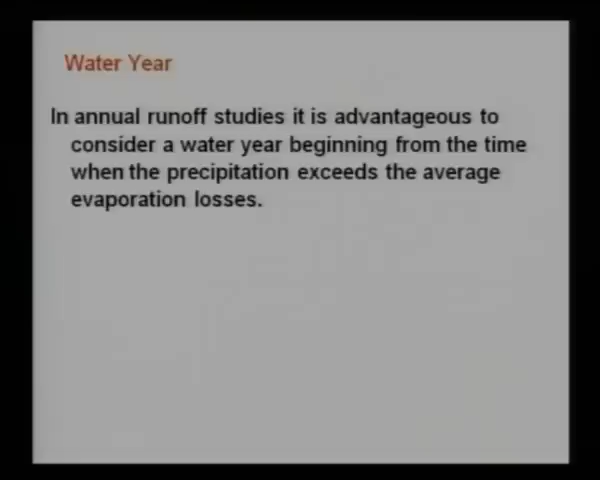 Water Year
In annual runoff studies it is advantageous to
consider a water year beginning from the time
when the precipitation exceeds the average
evaporation losses.